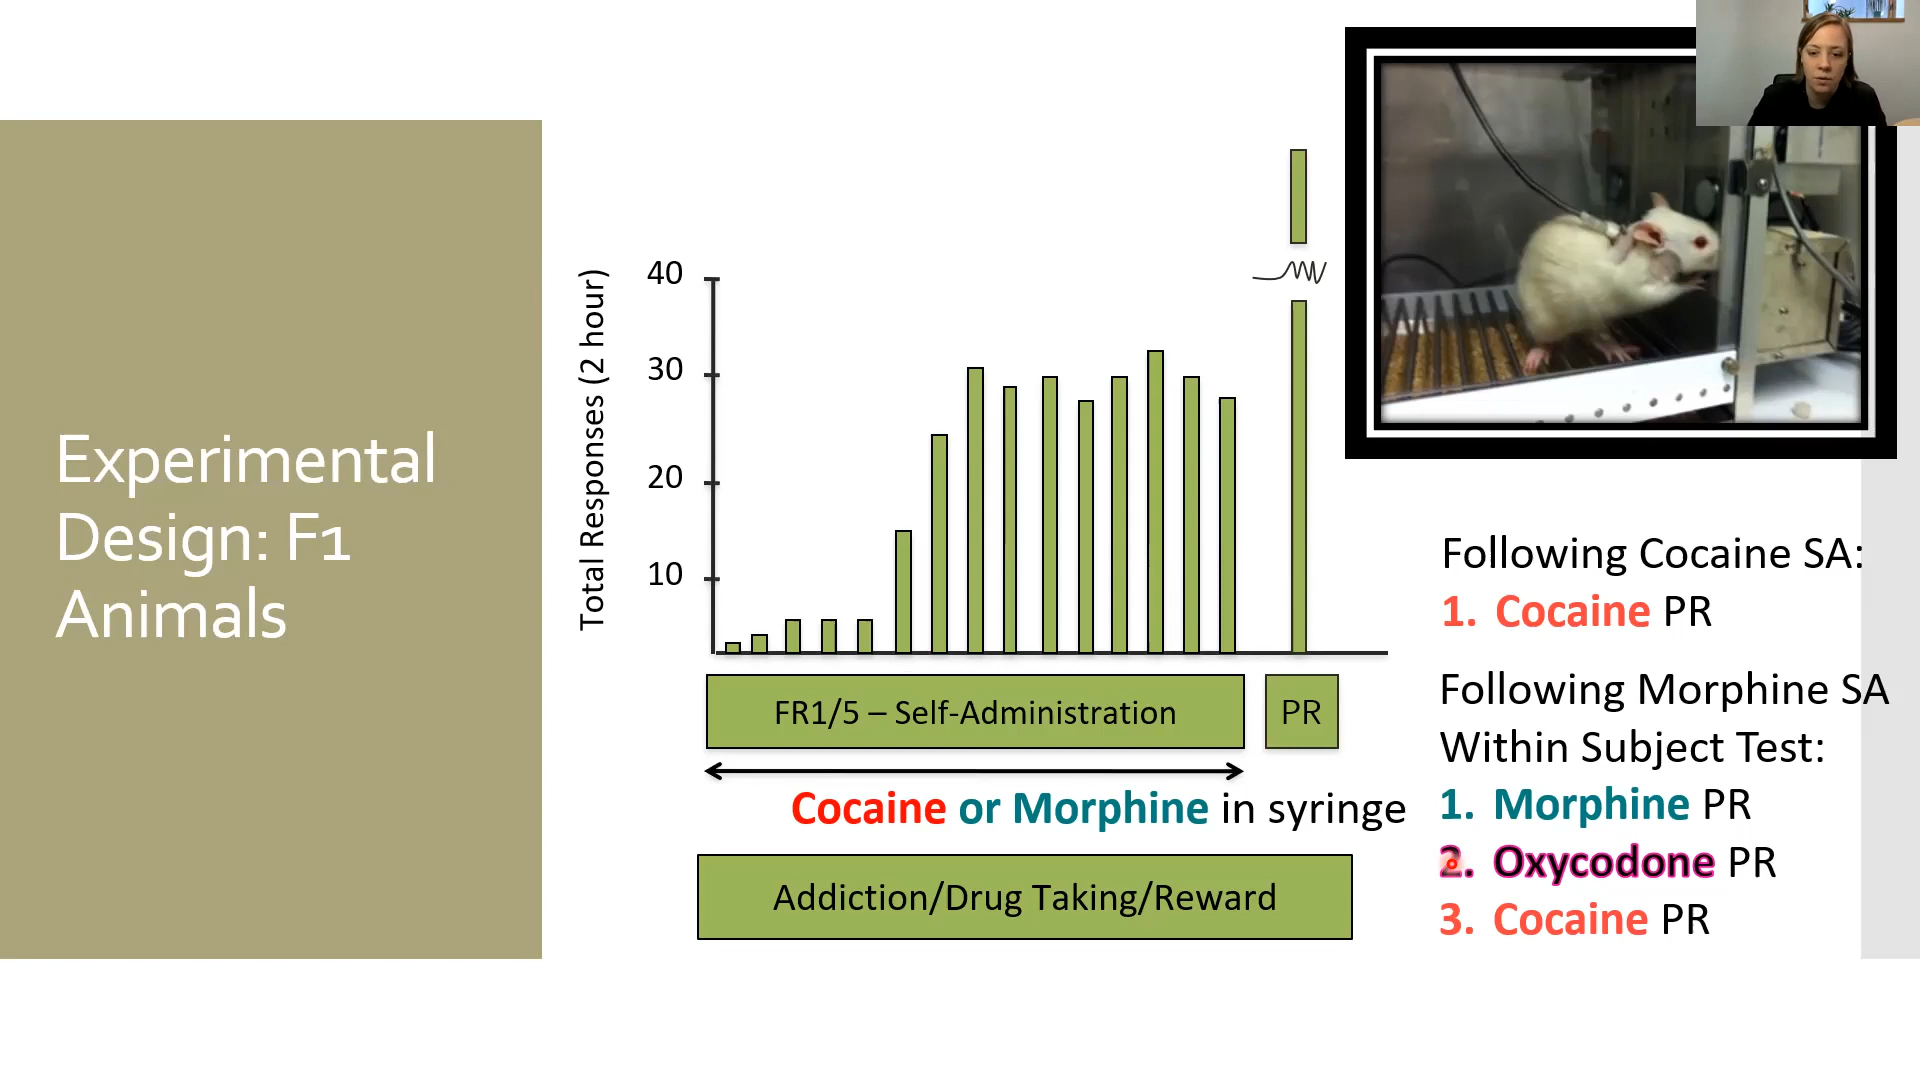 Experimental
Design: F1
Animals
Total Responses (2 hour)
40
30
20
10
FR1/5 – Self-Administration
PR
Cocaine or Morphine in syringe
Addiction/Drug Taking/Reward
Following Cocaine SA:
1. Cocaine PR
Following Morphine SA
Within Subject Test:
1. Morphine PR
2. Oxycodone PR
3. Cocaine PR